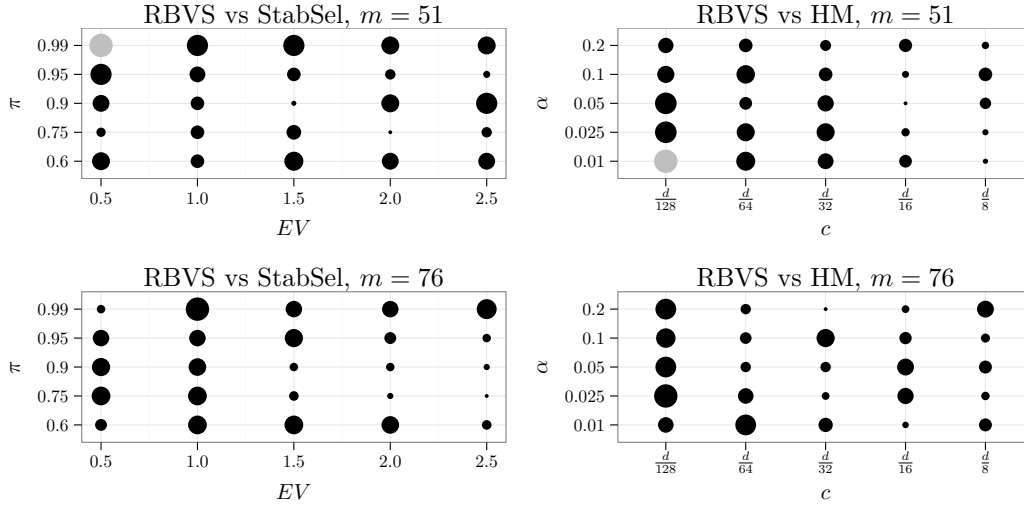 RBVS vs StabSel, m = 51
π
0.99
0.95
0.9
0.75
0.6
0.5 1.0 1.5 2.0 2.5
EV
RBVS vs HM, m = 51
α
0.2
0.1
0.05
0.025
0.01
d/128 d/64 d/32 d/16 d/8
c
RBVS vs StabSel, m = 76
π
0.99
0.95
0.9
0.75
0.6
0.5 1.0 1.5 2.0 2.5
EV
RBVS vs HM, m = 76
α
0.2
0.1
0.05
0.025
0.01
d/128 d/64 d/32 d/16 d/8
c